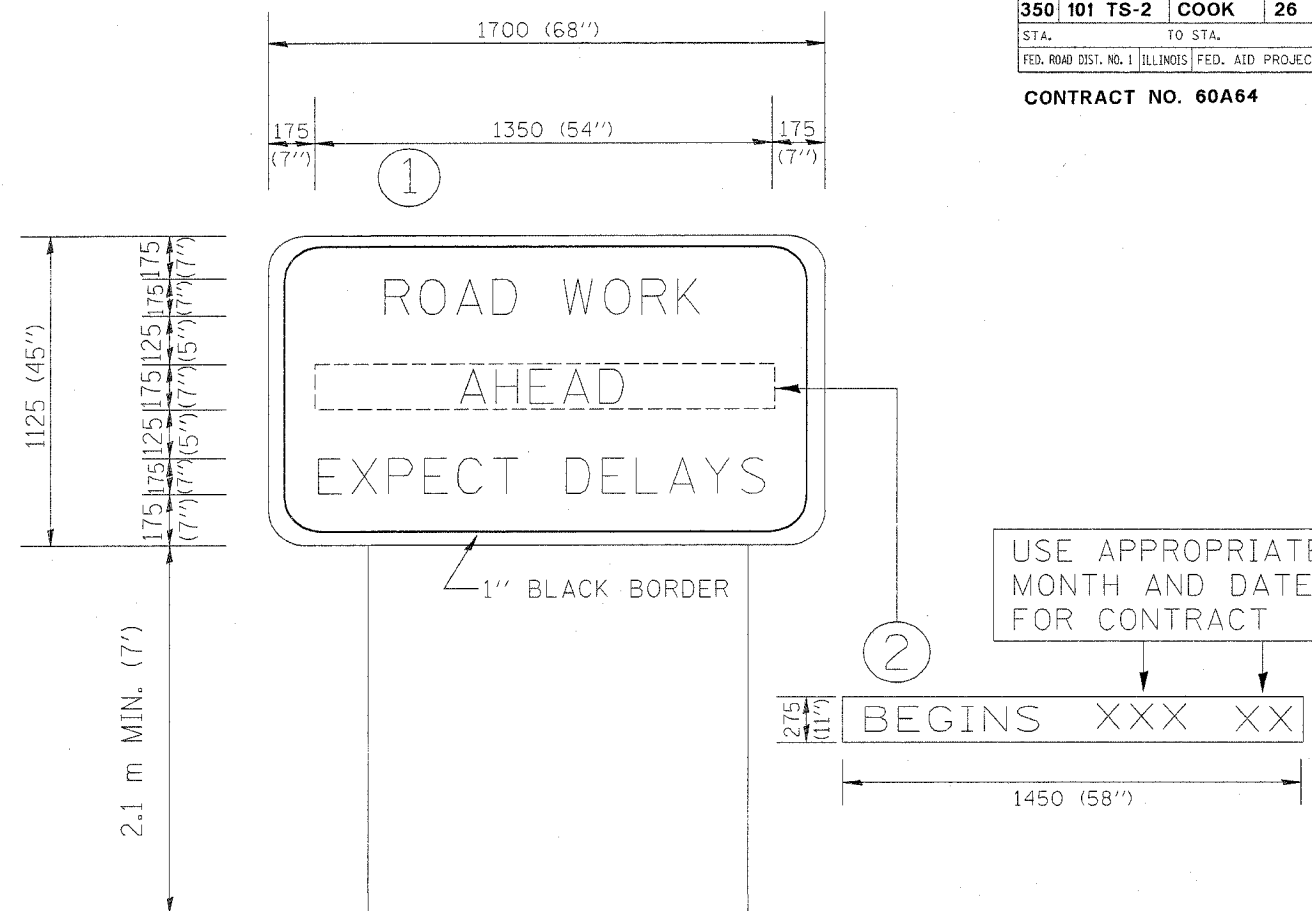 350 101 TS-2 COOK 26
STA. TO STA.
FED. ROAD DIST. NO. 1 ILLINOIS FED. AID PROJEC
CONTRACT NO. 60A64
1700 (68'')
175 (7'')
1350 (54'')
175 (7'')
1
1125 (45'')
175 (7'')
175 (7'')
125 (5'')
175 (7'')
125 (5'')
175 (7'')
175 (7'')
ROAD WORK
AHEAD
EXPECT DELAYS
1'' BLACK BORDER
2.1 m MIN. (7')
2
USE APPROPRIATE
MONTH AND DATE
FOR CONTRACT
275 (11'')
BEGINS XXX XX
1450 (58'')